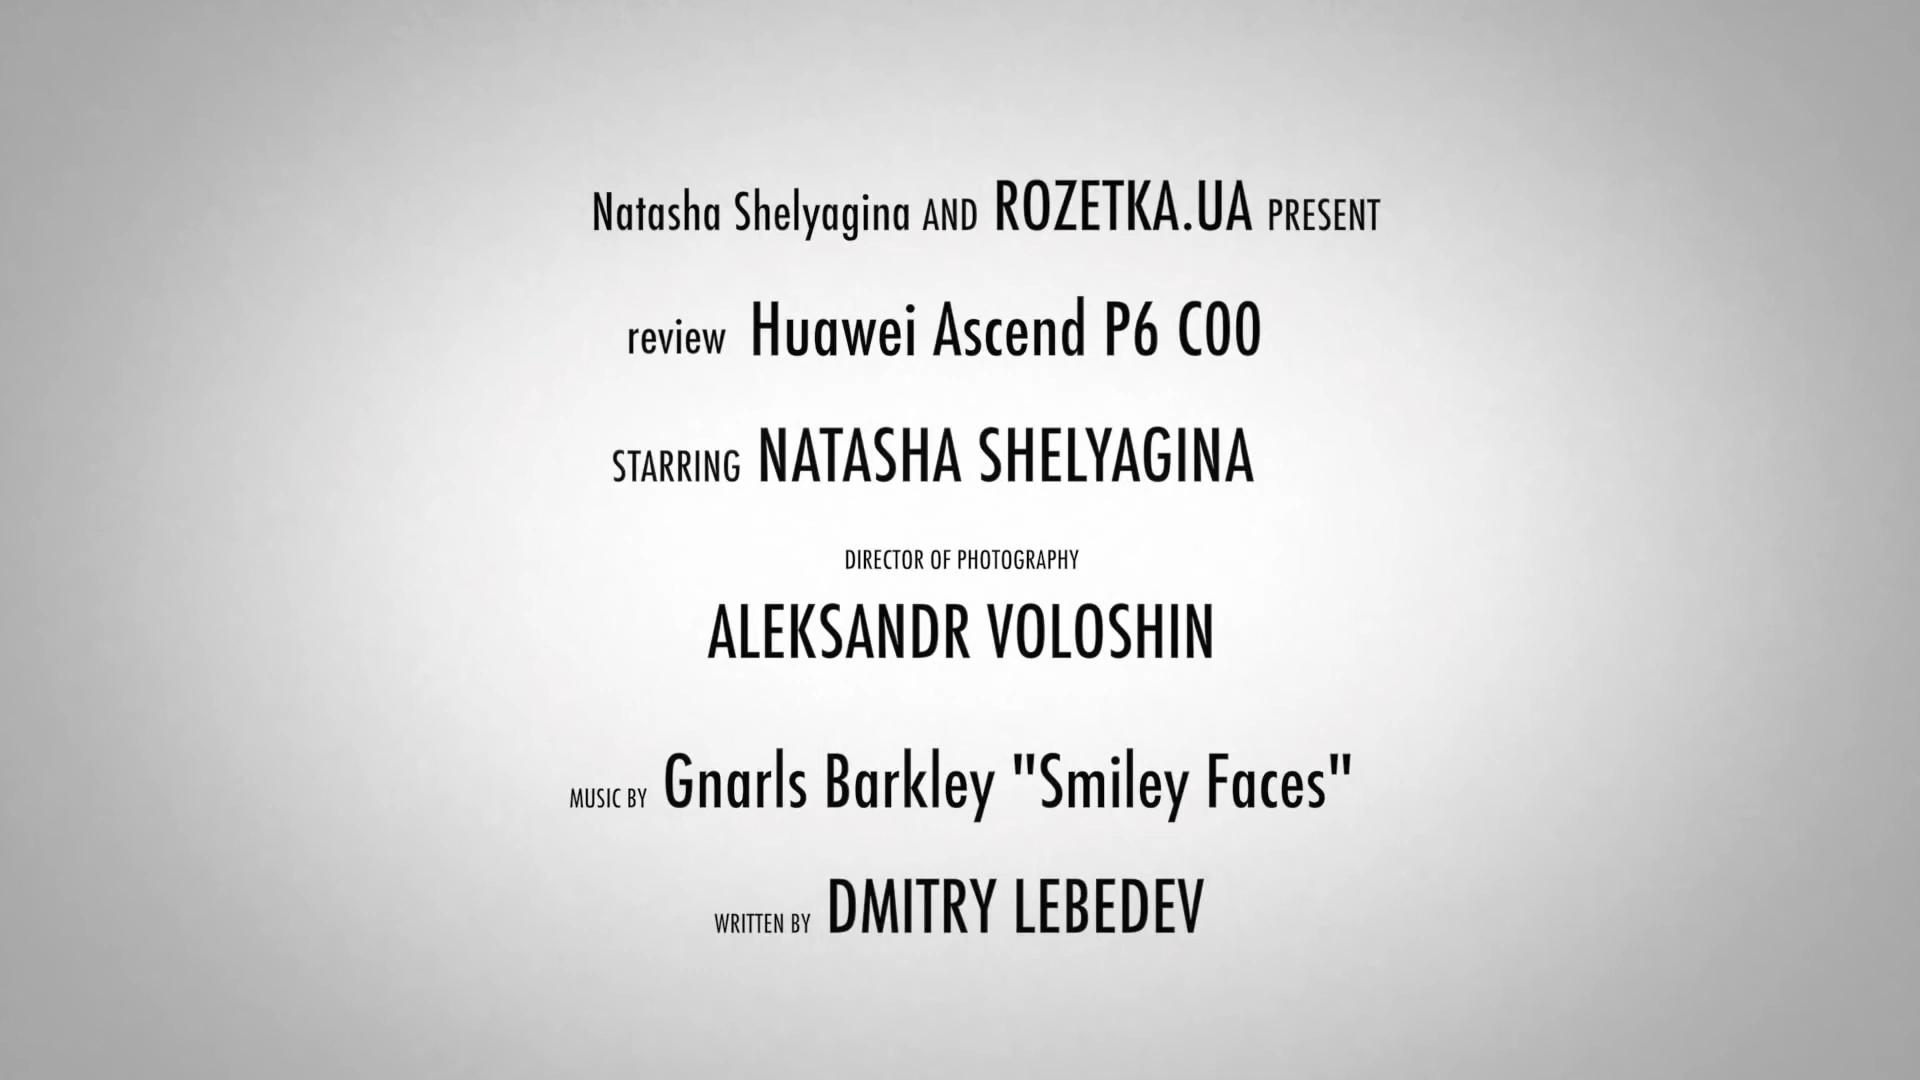 Natasha Shelyagina AND ROZETKA.UA PRESENT
review Huawei Ascend P6 C00
STARRING NATASHA SHELYAGINA
DIRECTOR OF PHOTOGRAPHY
ALEKSANDR VOLOSHIN
MUSIC BY Gnarls Barkley "Smiley Faces"
WRITTEN BY DMITRY LEBEDEV